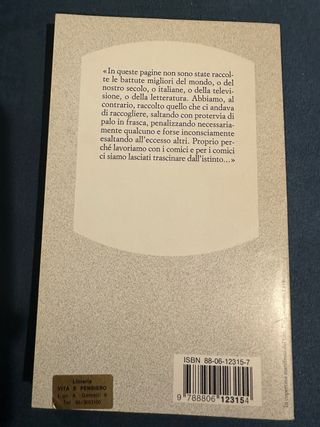 «In queste pagine non sono state raccol-
te le battute migliori del mondo, o del
nostro secolo, o italiane, o della televi-
sione, o della letteratura. Abbiamo, al
contrario, raccolto quello che ci andava
di raccogliere, saltando con protervia di
palo in frasca, penalizzando necessaria-
mente qualcuno e forse inconsciamente
esaltando all'eccesso altri. Proprio per-
ché lavoriamo con i comici e per i comici
ci siamo lasciati trascinare dall'istinto...»
ISBN 88-06-12315-7
9 788806 123154
Libreria
VITA E PENSIERO
L.go A. Gemelli
Tel.